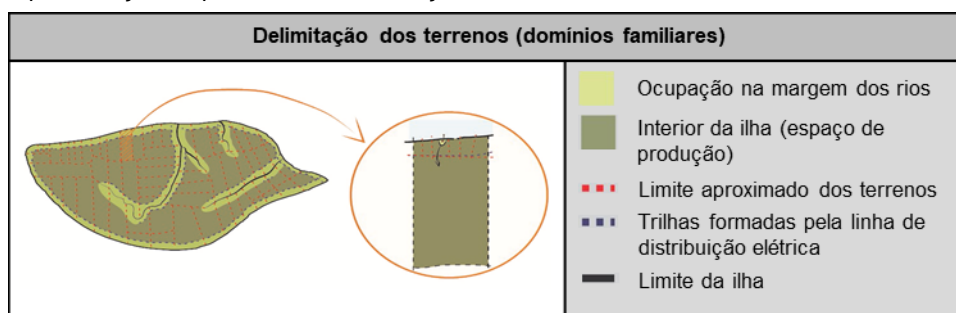 Delimitação dos terrenos (domínios familiares)
Ocupação na margem dos rios
Interior da ilha (espaço de
produção)
Limite aproximado dos terrenos
Trilhas formadas pela linha de
distribuição elétrica
Limite da ilha